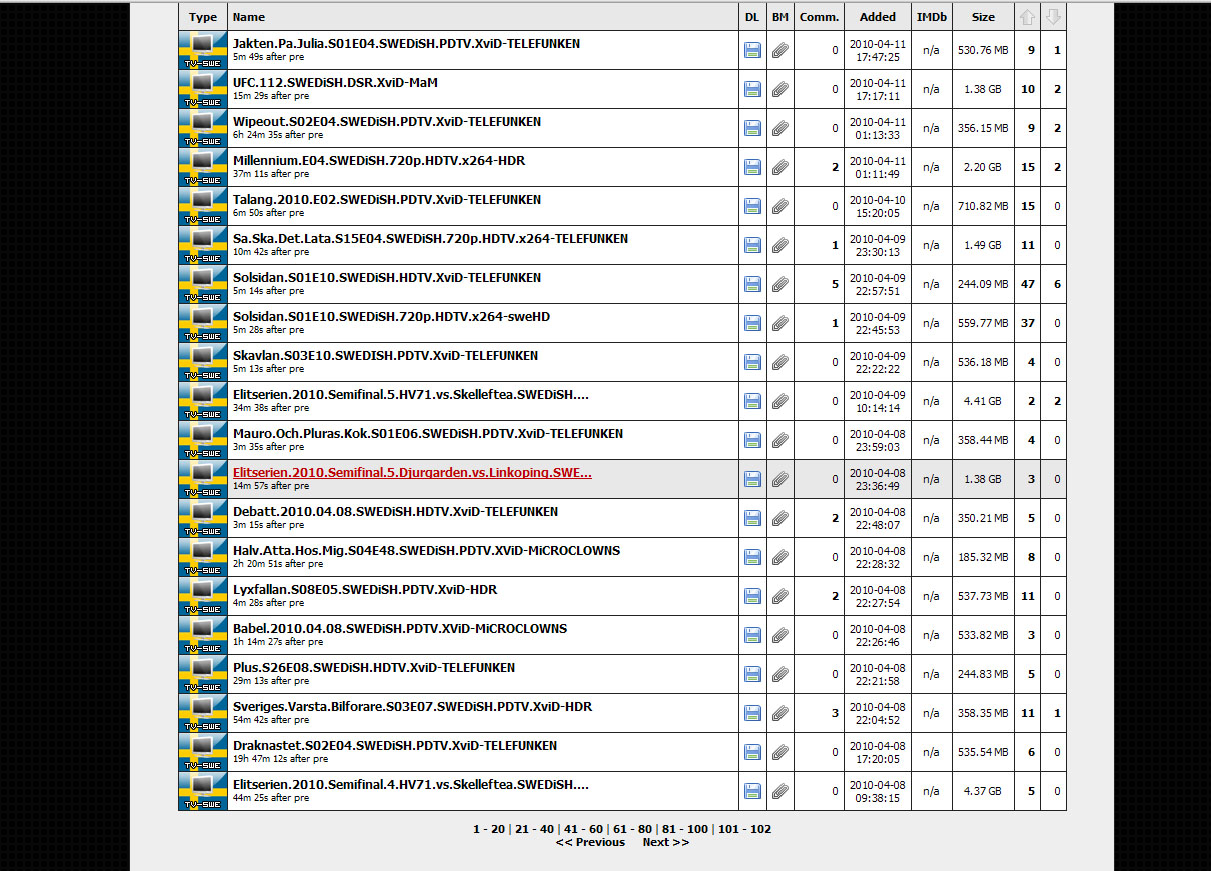 Type Name DL BM Comm. Added IMDb Size
Jakten.Pa.Julia.S01E04.SWEDiSH.PDTV.XviD-TELEFUNKEN
5m 49s after pre
TV-SWE 0 2010-04-11 17:47:25 n/a 530.76 MB 9 1
UFC.112.SWEDiSH.DSR.XviD-MaM
15m 29s after pre
TV-SWE 0 2010-04-11 17:17:11 n/a 1.38 GB 10 2
Wipeout.S02E04.SWEDiSH.PDTV.XviD-TELEFUNKEN
6h 24m 35s after pre
TV-SWE 0 2010-04-11 01:13:33 n/a 356.15 MB 9 2
Millennium.E04.SWEDiSH.720p.HDTV.x264-HDR
37m 11s after pre
TV-SWE 2 2010-04-11 01:11:49 n/a 2.20 GB 15 2
Talang.2010.E02.SWEDiSH.PDTV.XviD-TELEFUNKEN
6m 50s after pre
TV-SWE 0 2010-04-10 15:20:05 n/a 710.82 MB 15 0
Sa.Ska.Det.Lata.S15E04.SWEDiSH.720p.HDTV.x264-TELEFUNKEN
10m 42s after pre
TV-SWE 1 2010-04-09 23:30:13 n/a 1.49 GB 11 0
Solsidan.S01E10.SWEDiSH.HDTV.XviD-TELEFUNKEN
5m 14s after pre
TV-SWE 5 2010-04-09 22:57:51 n/a 244.09 MB 47 6
Solsidan.S01E10.SWEDiSH.720p.HDTV.x264-sweHD
5m 28s after pre
TV-SWE 1 2010-04-09 22:45:53 n/a 559.77 MB 37 0
Skavlan.S03E10.SWEDISH.PDTV.XviD-TELEFUNKEN
5m 13s after pre
TV-SWE 0 2010-04-09 22:22:22 n/a 536.18 MB 4 0
Elitserien.2010.Semifinal.5.HV71.vs.Skelleftea.SWEDiSH....
34m 38s after pre
TV-SWE 0 2010-04-09 10:14:14 n/a 4.41 GB 2 2
Mauro.Och.Pluras.Kok.S01E06.SWEDiSH.PDTV.XviD-TELEFUNKEN
3m 35s after pre
TV-SWE 0 2010-04-08 23:59:03 n/a 358.44 MB 4 0
Elitserien.2010.Semifinal.5.Djurgarden.vs.Linkoping.SWE...
14m 57s after pre
TV-SWE 0 2010-04-08 23:36:49 n/a 1.38 GB 3 0
Debatt.2010.04.08.SWEDiSH.HDTV.XviD-TELEFUNKEN
3m 15s after pre
TV-SWE 2 2010-04-08 22:48:07 n/a 350.21 MB 5 0
Halv.Atta.Hos.Mig.S04E48.SWEDiSH.PDTV.XViD-MiCROCLOWNS
2h 20m 51s after pre
TV-SWE 0 2010-04-08 22:28:32 n/a 185.32 MB 8 0
Lyxfallan.S08E05.SWEDiSH.PDTV.XviD-HDR
4m 28s after pre
TV-SWE 2 2010-04-08 22:27:54 n/a 537.73 MB 11 0
Babel.2010.04.08.SWEDiSH.PDTV.XViD-MiCROCLOWNS
1h 14m 27s after pre
TV-SWE 0 2010-04-08 22:26:46 n/a 533.82 MB 3 0
Plus.S26E08.SWEDiSH.HDTV.XviD-TELEFUNKEN
29m 13s after pre
TV-SWE 0 2010-04-08 22:21:58 n/a 244.83 MB 5 0
Sveriges.Varsta.Bilforare.S03E07.SWEDiSH.PDTV.XviD-HDR
54m 42s after pre
TV-SWE 3 2010-04-08 22:04:52 n/a 358.35 MB 11 1
Draknastet.S02E04.SWEDiSH.PDTV.XviD-TELEFUNKEN
19h 47m 12s after pre
TV-SWE 0 2010-04-08 17:20:05 n/a 535.54 MB 6 0
Elitserien.2010.Semifinal.4.HV71.vs.Skelleftea.SWEDiSH....
44m 25s after pre
TV-SWE 0 2010-04-08 09:38:15 n/a 4.37 GB 5 0
1 - 20 | 21 - 40 | 41 - 60 | 61 - 80 | 81 - 100 | 101 - 102
<< Previous Next >>